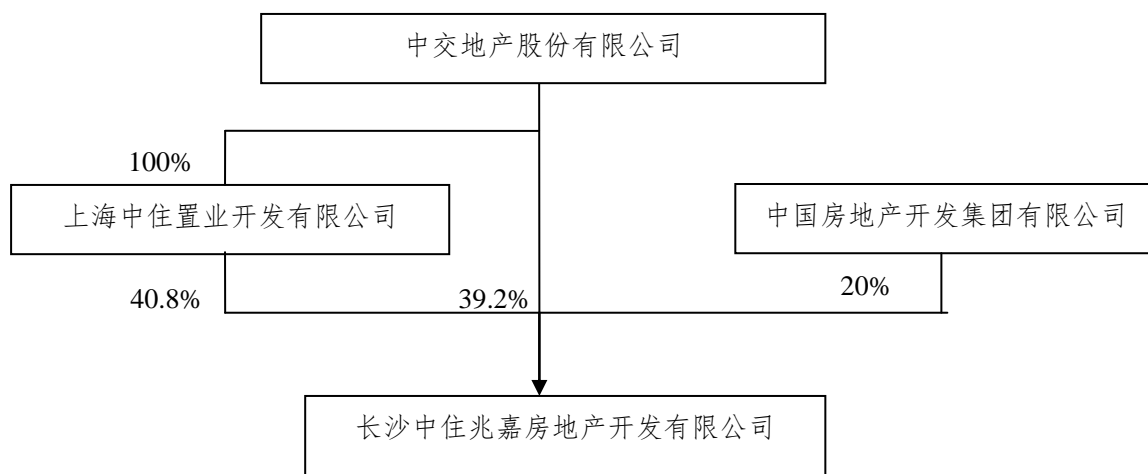 中交地产股份有限公司
100%
上海中住置业开发有限公司
中国房地产开发集团有限公司
40.8%
39.2%
20%
长沙中住兆嘉房地产开发有限公司